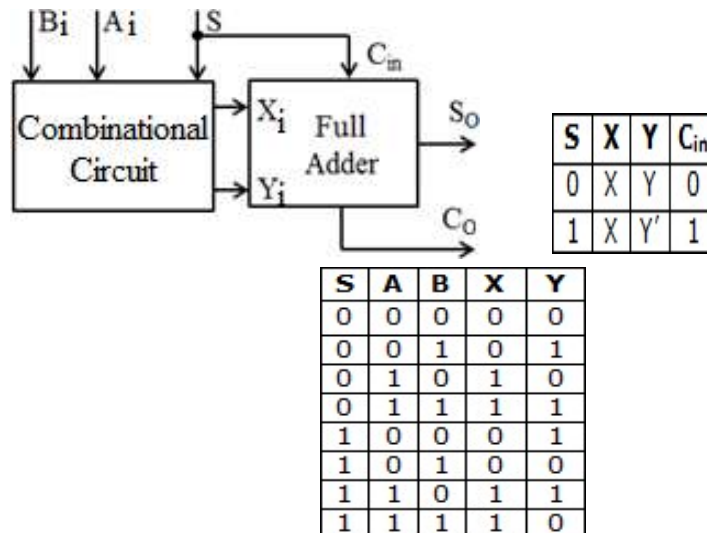 Bi Ai S
Cin
Combinational Circuit
Xi
Yi
Full Adder
SO
CO
S X Y Cin
0 X Y 0
1 X Y' 1
S A B X Y
0 0 0 0 0
0 0 1 0 1
0 1 0 1 0
0 1 1 1 1
1 0 0 0 1
1 0 1 0 0
1 1 0 1 1
1 1 1 1 0